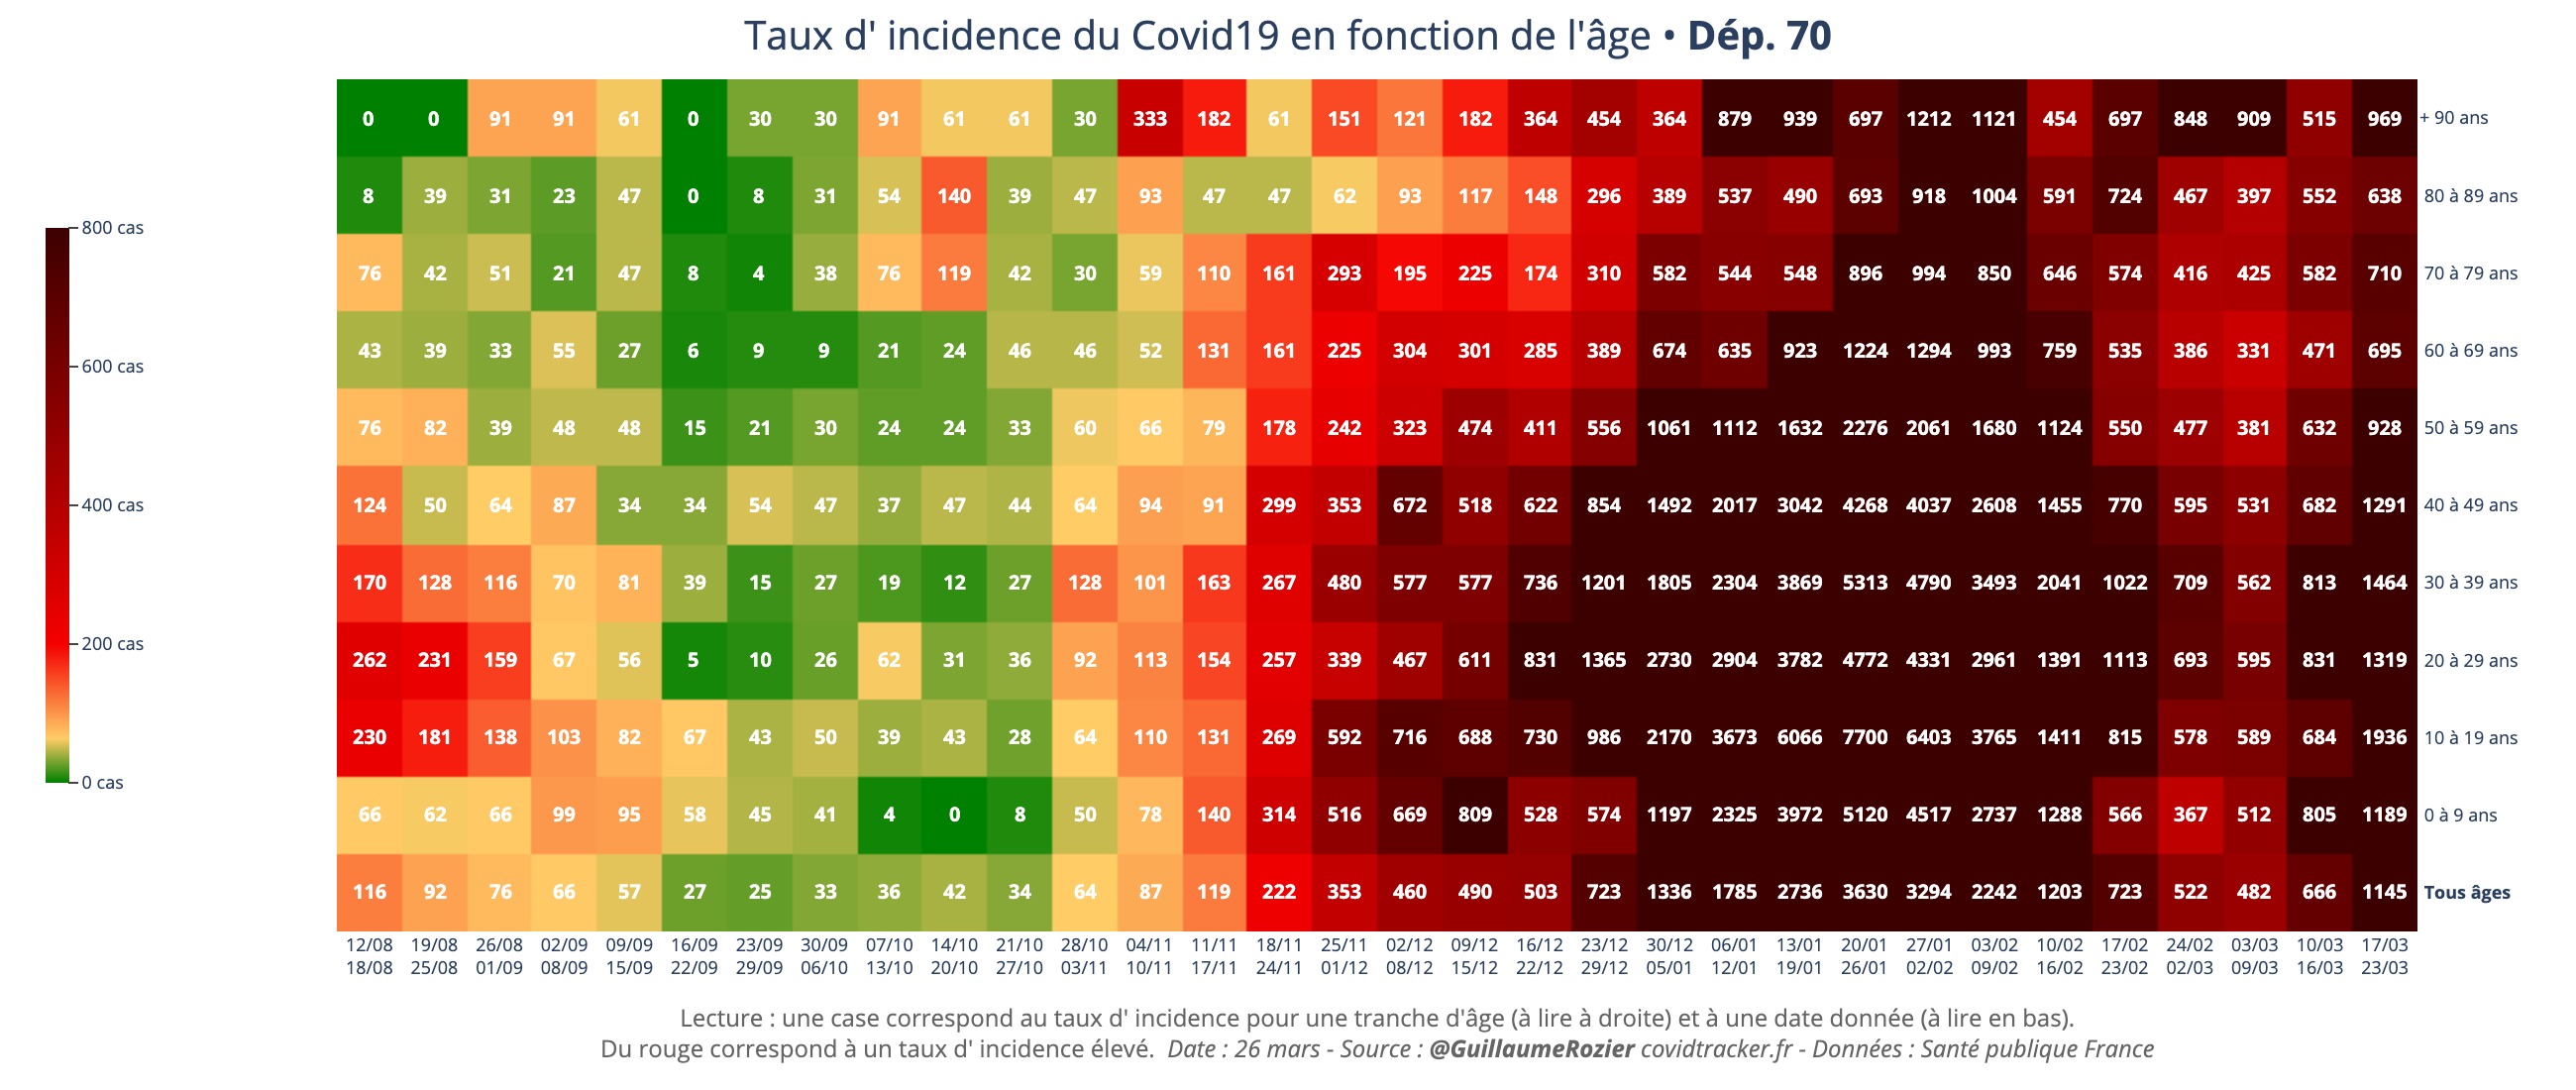 Taux d' incidence du Covid19 en fonction de l'âge • Dép. 70
0 0 91 91 61 0 30 30 91 61 61 30 333 182 61 151 121 182 364 454 364 879 939 697 1212 1121 454 697 848 909 515 969 + 90 ans
8 39 31 23 47 0 8 31 54 140 39 47 93 47 47 62 93 117 148 296 389 537 490 693 918 1004 591 724 467 397 552 638 80 à 89 ans
800 cas
76 42 51 21 47 8 4 38 76 119 42 30 59 110 161 293 195 225 174 310 582 544 548 896 994 850 646 574 416 425 582 710 70 à 79 ans
43 39 33 55 27 6 9 9 21 24 46 46 52 131 161 225 304 301 285 389 674 635 923 1224 1294 993 759 535 386 331 471 695 60 à 69 ans
600 cas
76 82 39 48 48 15 21 30 24 24 33 60 66 79 178 242 323 474 411 556 1061 1112 1632 2276 2061 1680 1124 550 477 381 632 928 50 à 59 ans
400 cas
124 50 64 87 34 34 54 47 37 47 44 64 94 91 299 353 672 518 622 854 1492 2017 3042 4268 4037 2608 1455 770 595 531 682 1291 40 à 49 ans
170 128 116 70 81 39 15 27 19 12 27 128 101 163 267 480 577 577 736 1201 1805 2304 3869 5313 4790 3493 2041 1022 709 562 813 1464 30 à 39 ans
200 cas
262 231 159 67 56 5 10 26 62 31 36 92 113 154 257 339 467 611 831 1365 2730 2904 3782 4772 4331 2961 1391 1113 693 595 831 1319 20 à 29 ans
230 181 138 103 82 67 43 50 39 43 28 64 110 131 269 592 716 688 730 986 2170 3673 6066 7700 6403 3765 1411 815 578 589 684 1936 10 à 19 ans
0 cas
66 62 66 99 95 58 45 41 4 0 8 50 78 140 314 516 669 809 528 574 1197 2325 3972 5120 4517 2737 1288 566 367 512 805 1189 0 à 9 ans
116 92 76 66 57 27 25 33 36 42 34 64 87 119 222 353 460 490 503 723 1336 1785 2736 3630 3294 2242 1203 723 522 482 666 1145 Tous âges
12/08 19/08 26/08 02/09 09/09 16/09 23/09 30/09 07/10 14/10 21/10 28/10 04/11 11/11 18/11 25/11 02/12 09/12 16/12 23/12 30/12 06/01 13/01 20/01 27/01 03/02 10/02 17/02 24/02 03/03 10/03 17/03
18/08 25/08 01/09 08/09 15/09 22/09 29/09 06/10 13/10 20/10 27/10 03/11 10/11 17/11 24/11 01/12 08/12 15/12 22/12 29/12 05/01 12/01 19/01 26/01 02/02 09/02 16/02 23/02 02/03 09/03 16/03 23/03
Lecture : une case correspond au taux d' incidence pour une tranche d'âge (à lire à droite) et à une date donnée (à lire en bas).
Du rouge correspond à un taux d' incidence élevé. Date : 26 mars - Source : @GuillaumeRozier covidtracker.fr - Données : Santé publique France